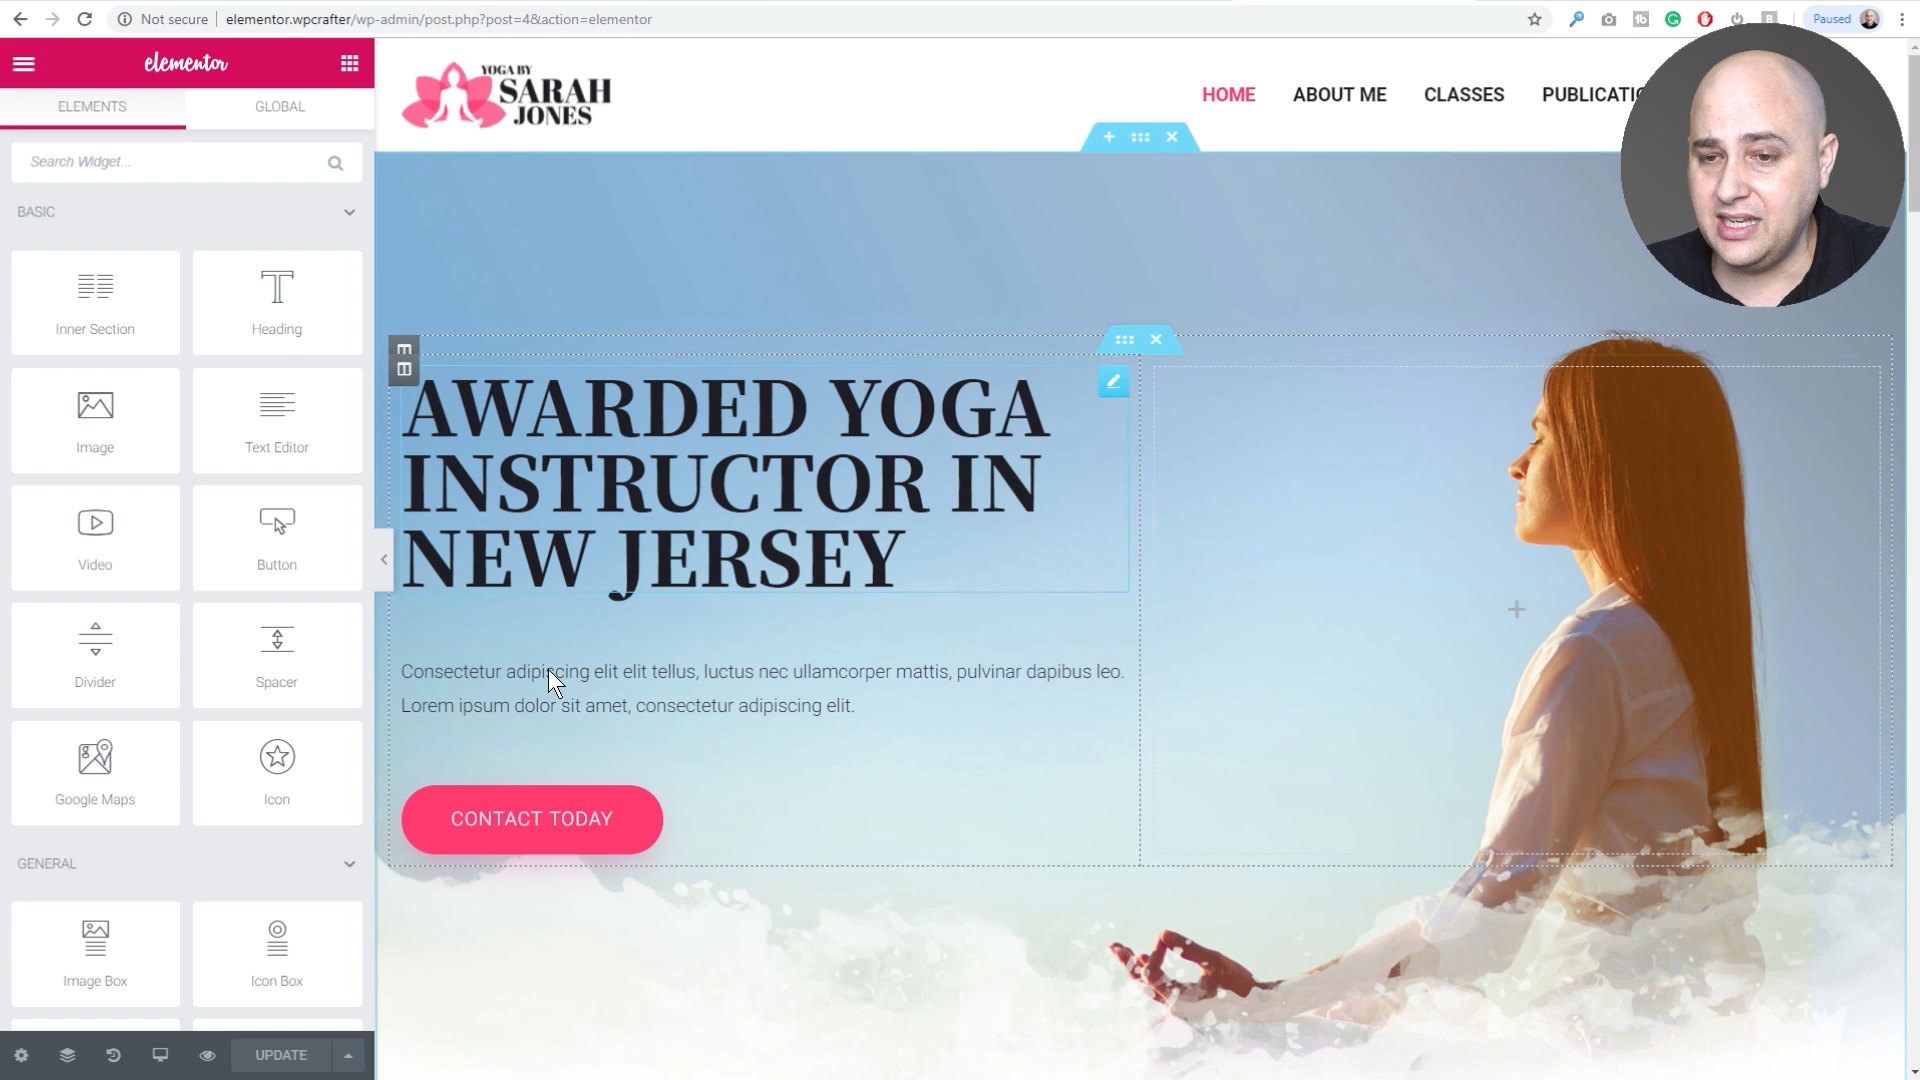 Not secure
elementor.wpcrafter/wp-admin/post.php?post=4&action=elementor
Paused
elementor
ELEMENTS
GLOBAL
Search Widget...
BASIC
Inner Section
Heading
Image
Text Editor
Video
Button
Divider
Spacer
Google Maps
Icon
GENERAL
Image Box
Icon Box
UPDATE
YOGA BY
SARAH
JONES
HOME
ABOUT ME
CLASSES
PUBLICATIO
AWARDED YOGA
INSTRUCTOR IN
NEW JERSEY
Consectetur adipiscing elit elit tellus, luctus nec ullamcorper mattis, pulvinar dapibus leo.
Lorem ipsum dolor sit amet, consectetur adipiscing elit.
CONTACT TODAY